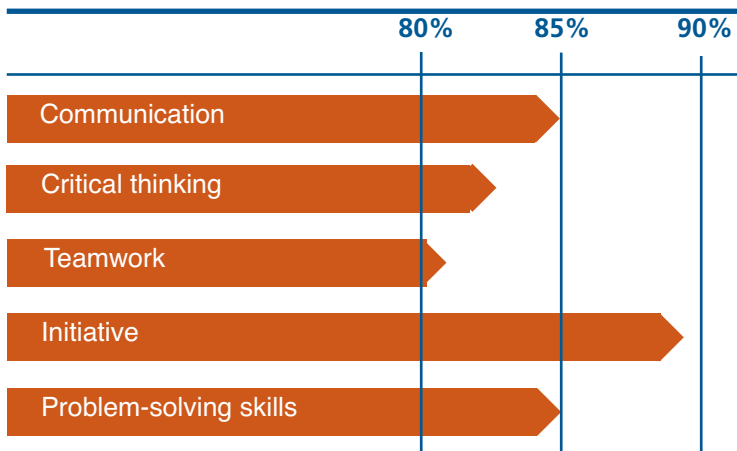 80% 85% 90%
Communication
Critical thinking
Teamwork
Initiative
Problem-solving skills